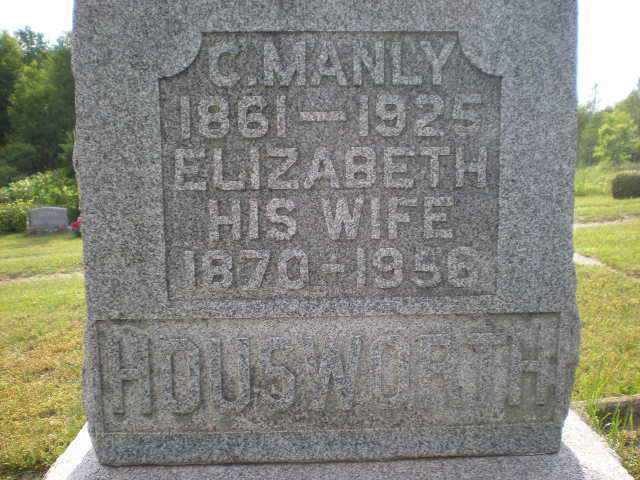 C. MANLY
1861 — 1925
ELIZABETH
HIS WIFE
1870 - 1956
HOUSWORTH